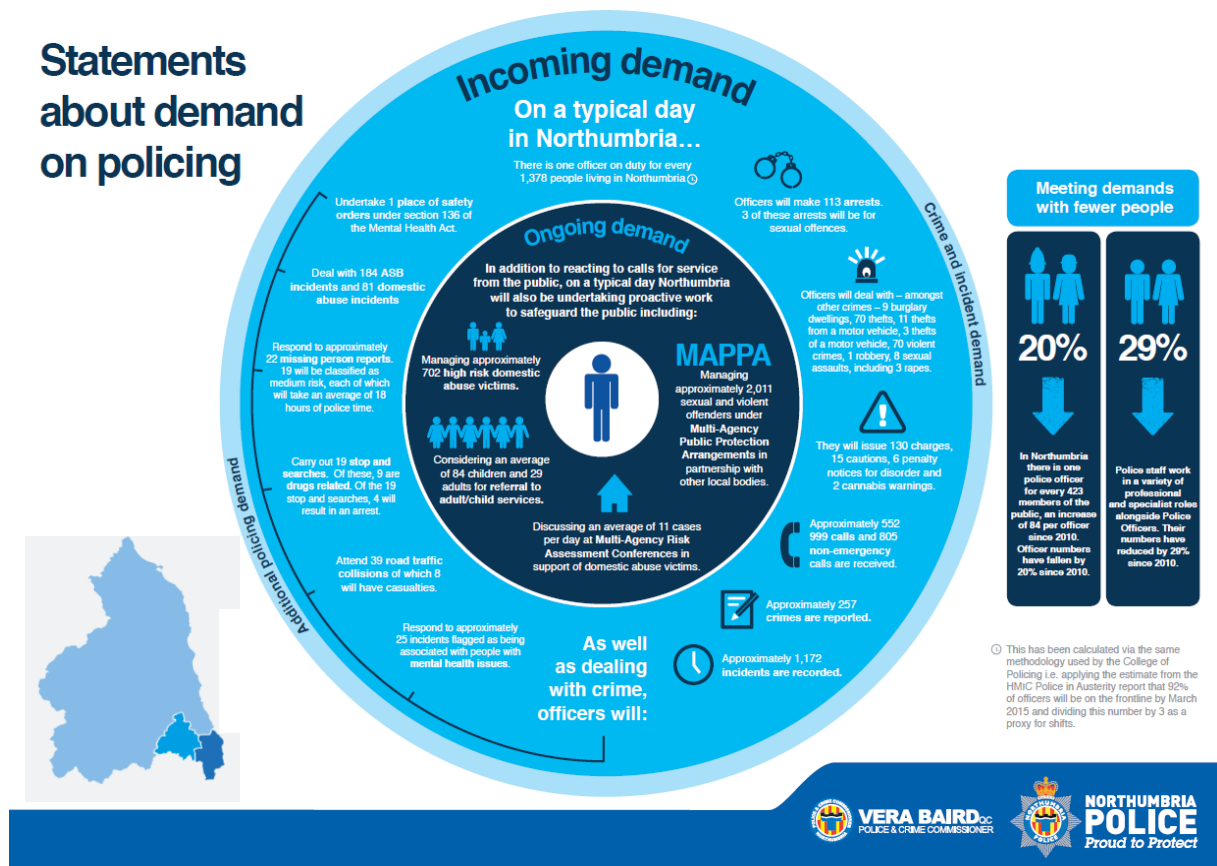 Statements
about demand
on policing
Incoming demand
On a typical day
in Northumbria...
There is one officer on duty for every
1,378 people living in Northumbria
Undertake 1 place of safety
orders under section 136 of
the Mental Health Act.
Deal with 184 ASB
incidents and 81 domestic
abuse incidents
Respond to approximately
22 missing person reports.
19 will be classified as
medium risk, each of which
will take an average of 18
hours of police time.
Carry out 19 stop and
searches. Of these, 9 are
drugs related. Of the 19
stop and searches, 4 will
result in an arrest.
Attend 39 road traffic
collisions of which 8
will have casualties.
Respond to approximately
25 incidents flagged as being
associated with people with
mental health issues.
Additional policing demand
As well
as dealing
with crime,
officers will:
Ongoing demand
In addition to reacting to calls for service
from the public, on a typical day Northumbria
will also be undertaking proactive work
to safeguard the public including:
Managing approximately
702 high risk domestic
abuse victims.
Considering an average
of 84 children and 29
adults for referral to
adult/child services.
MAPPA
Managing
approximately 2,011
sexual and violent
offenders under
Multi-Agency
Public Protection
Arrangements in
partnership with
other local bodies.
Discussing an average of 11 cases
per day at Multi-Agency Risk
Assessment Conferences in
support of domestic abuse victims.
Crime and incident demand
Officers will make 113 arrests.
3 of these arrests will be for
sexual offences.
Officers will deal with – amongst
other crimes – 9 burglary
dwellings, 70 thefts, 11 thefts
from a motor vehicle, 3 thefts
of a motor vehicle, 70 violent
crimes, 1 robbery, 8 sexual
assaults, including 3 rapes.
They will issue 130 charges,
15 cautions, 6 penalty
notices for disorder and
2 cannabis warnings.
Approximately 552
999 calls and 805
non-emergency
calls are received.
Approximately 257
crimes are reported.
Approximately 1,172
incidents are recorded.
Meeting demands
with fewer people
20%
In Northumbria
there is one
police officer
for every 423
members of the
public, an increase
of 84 per officer
since 2010.
Officer numbers
have fallen by
20% since 2010.
29%
Police staff work
in a variety of
professional
and specialist roles
alongside Police
Officers. Their
numbers have
reduced by 29%
since 2010.
This has been calculated via the same
methodology used by the College of
Policing i.e. applying the estimate from the
HMIC Police in Austerity report that 92%
of officers will be on the frontline by March
2015 and dividing this number by 3 as a
proxy for shifts.
VERA BAIRD QC
POLICE & CRIME COMMISSIONER
NORTHUMBRIA
POLICE
Proud to Protect